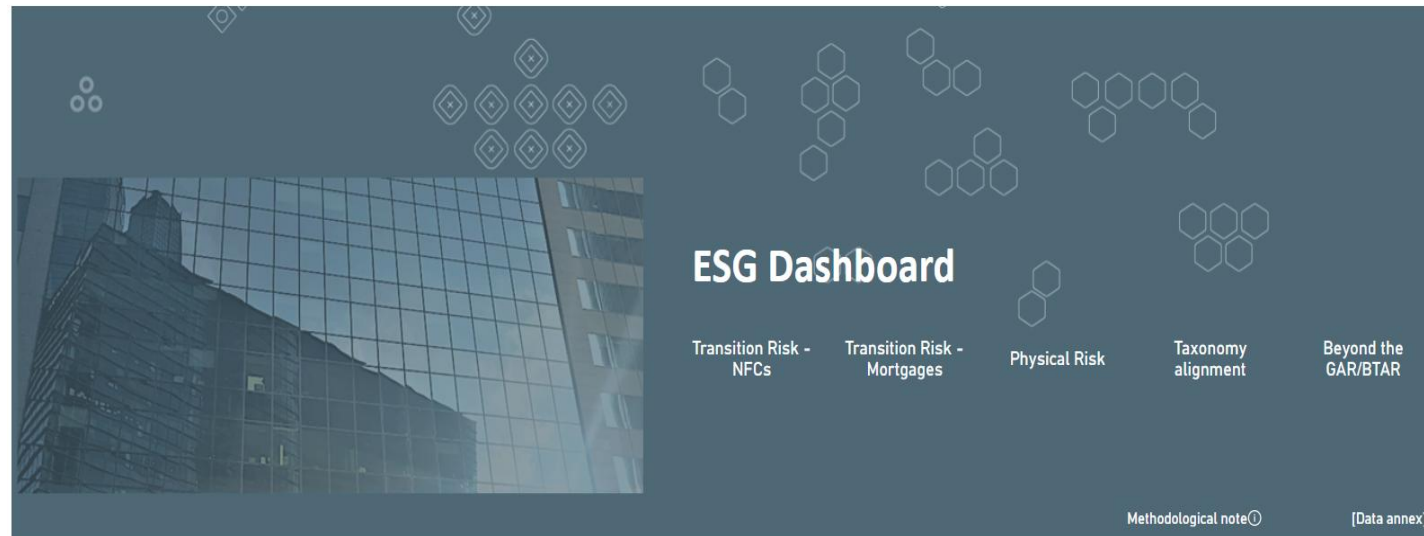 ESG Dashboard
Transition Risk -
NFCs
Transition Risk -
Mortgages
Physical Risk
Taxonomy
alignment
Beyond the
GAR/BTAR
Methodological noteⓘ
[Data annex]